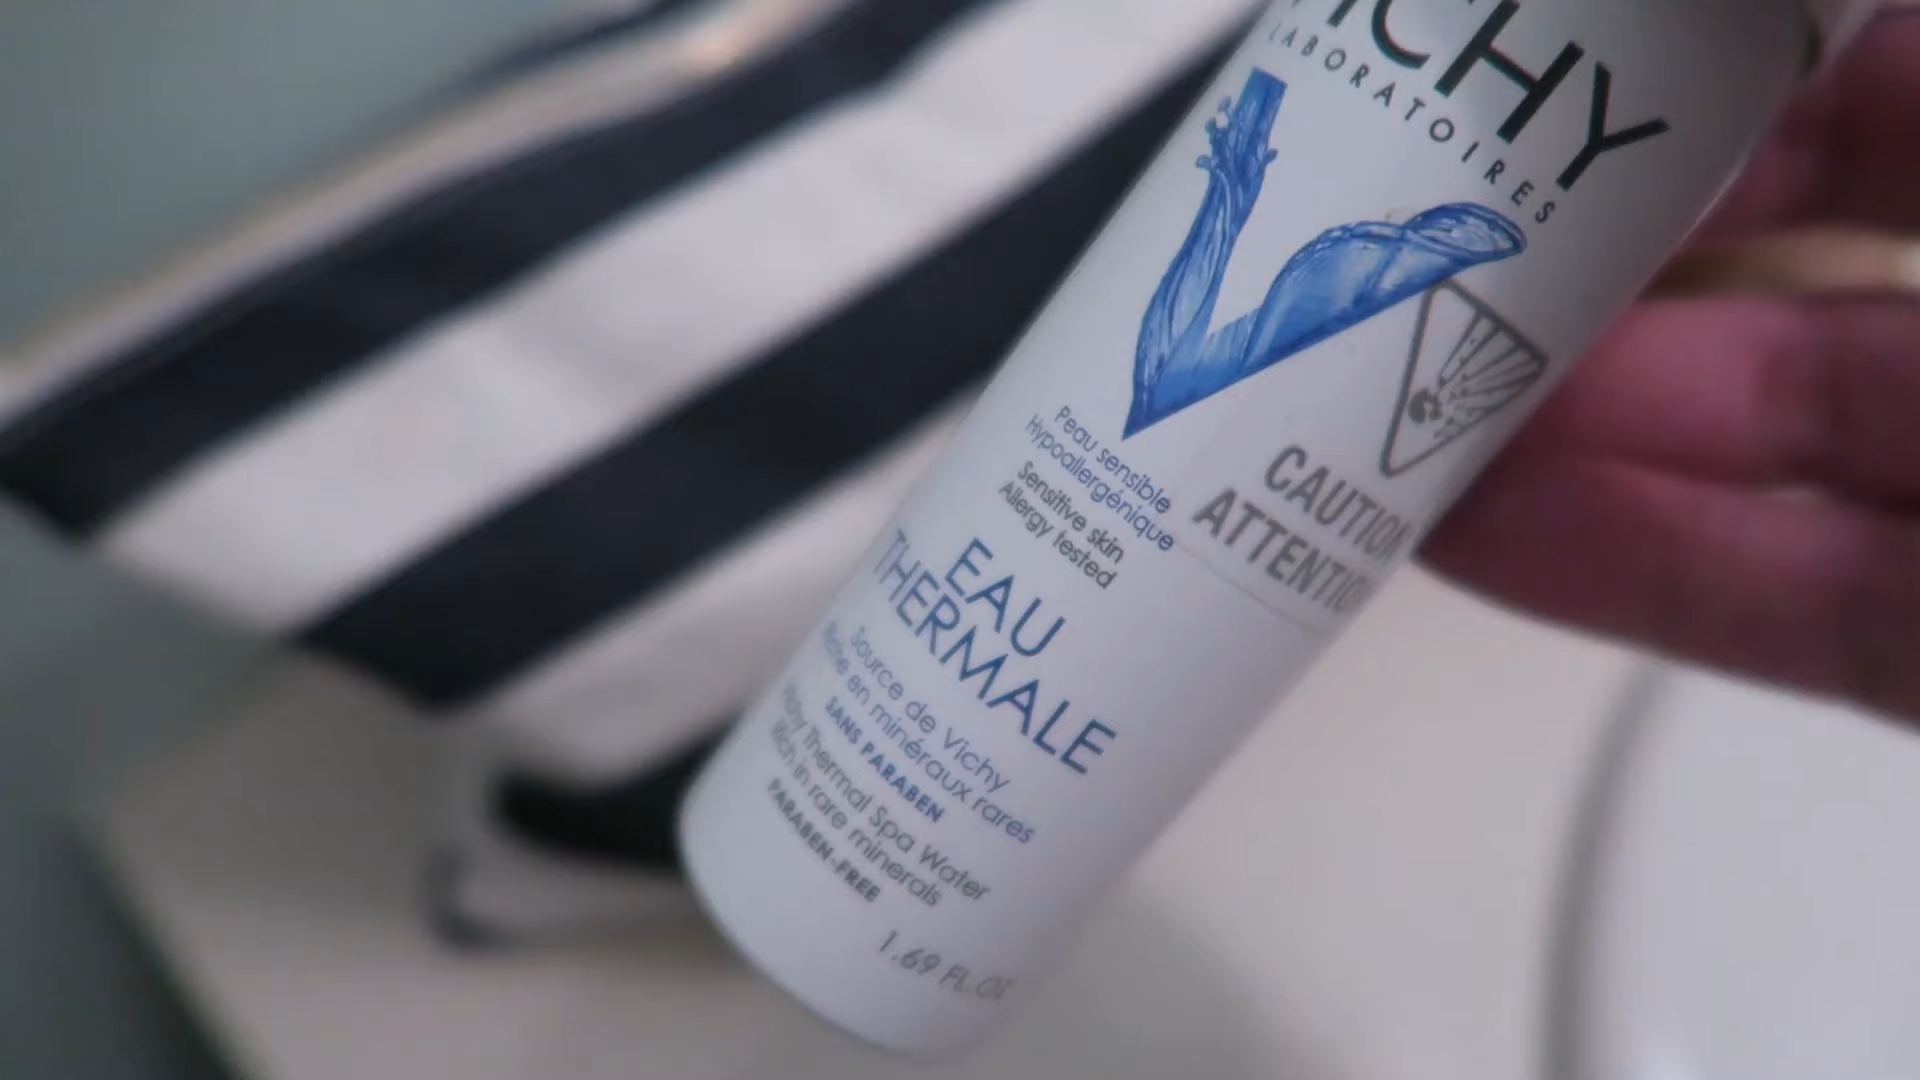 VICHY
LABORATOIRES
CAUTION
ATTENTION
Peau sensible
Hypoallergénique
Sensitive skin
Allergy tested
EAU
THERMALE
Source de Vichy
Riche en minéraux rares
SANS PARABEN
Vichy Thermal Spa Water
Rich in rare minerals
PARABEN-FREE
1.69 FL.OZ